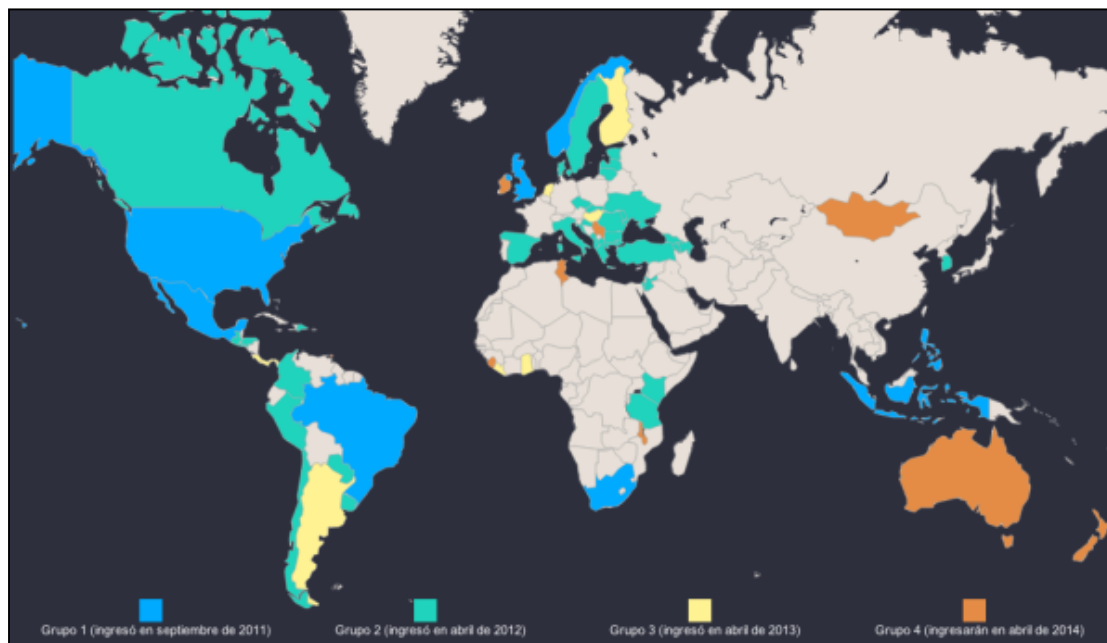 Grupo 1 (ingresó en septiembre de 2011)
Grupo 2 (ingresó en abril de 2012)
Grupo 3 (ingresó en abril de 2013)
Grupo 4 (ingresarán en abril de 2014)